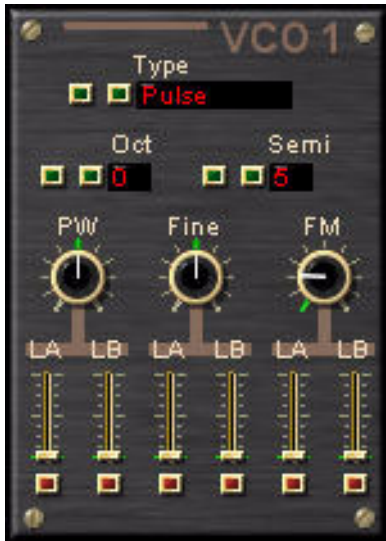 VCO 1
Type
Pulse
Oct Semi
0 5
PW Fine FM
LA LB LA LB LA LB